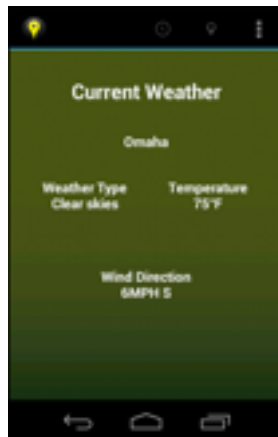 Current Weather
Omaha
Weather Type Temperature
Clear skies 75°F
Wind Direction
6MPH S